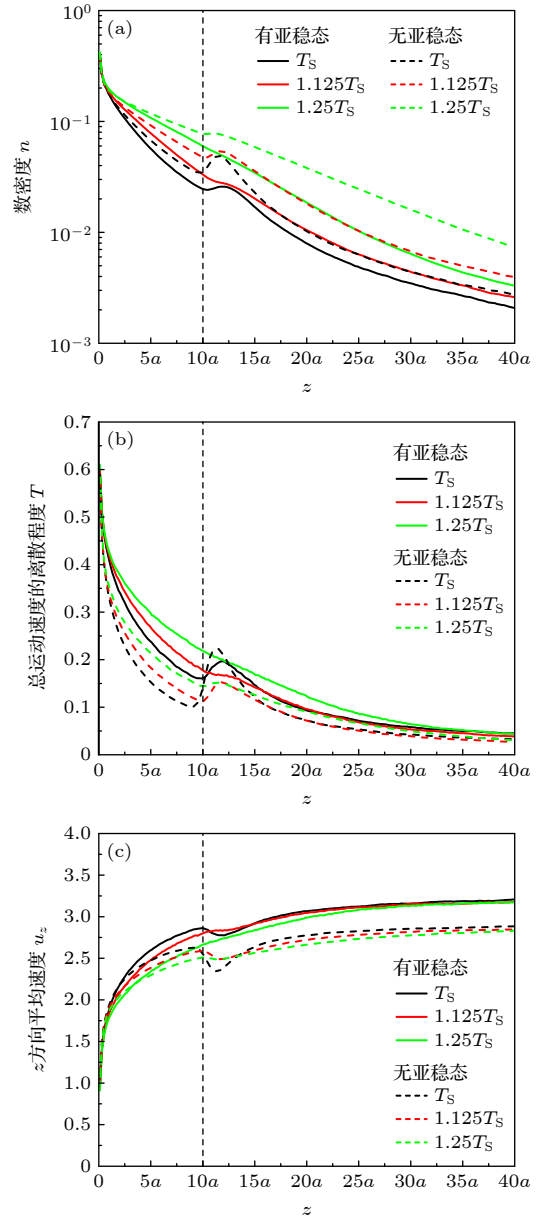 (a)
有亚稳态 无亚稳态
T_S T_S
1.125T_S 1.125T_S
1.25T_S 1.25T_S
10^0
10^−1
10^−2
10^−3
数密度 n
0 5a 10a 15a 20a 25a 30a 35a 40a
z
(b)
有亚稳态
T_S
1.125T_S
1.25T_S
无亚稳态
T_S
1.125T_S
1.25T_S
0.7
0.6
0.5
0.4
0.3
0.2
0.1
0
总运动速度的离散程度 T
0 5a 10a 15a 20a 25a 30a 35a 40a
z
(c)
4.0
3.5
3.0
2.5
2.0
1.5
1.0
0.5
0
z方向平均速度 u_z
有亚稳态
T_S
1.125T_S
1.25T_S
无亚稳态
T_S
1.125T_S
1.25T_S
0 5a 10a 15a 20a 25a 30a 35a 40a
z